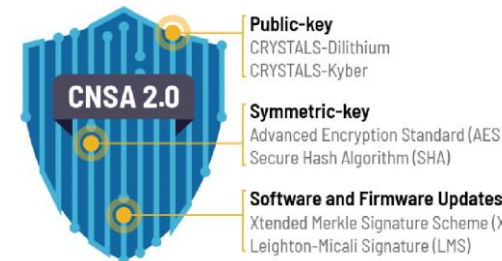 CNSA 2.0
Public-key
CRYSTALS-Dilithium
CRYSTALS-Kyber
Symmetric-key
Advanced Encryption Standard (AES
Secure Hash Algorithm (SHA)
Software and Firmware Updates
Xtended Merkle Signature Scheme (X
Leighton-Micali Signature (LMS)